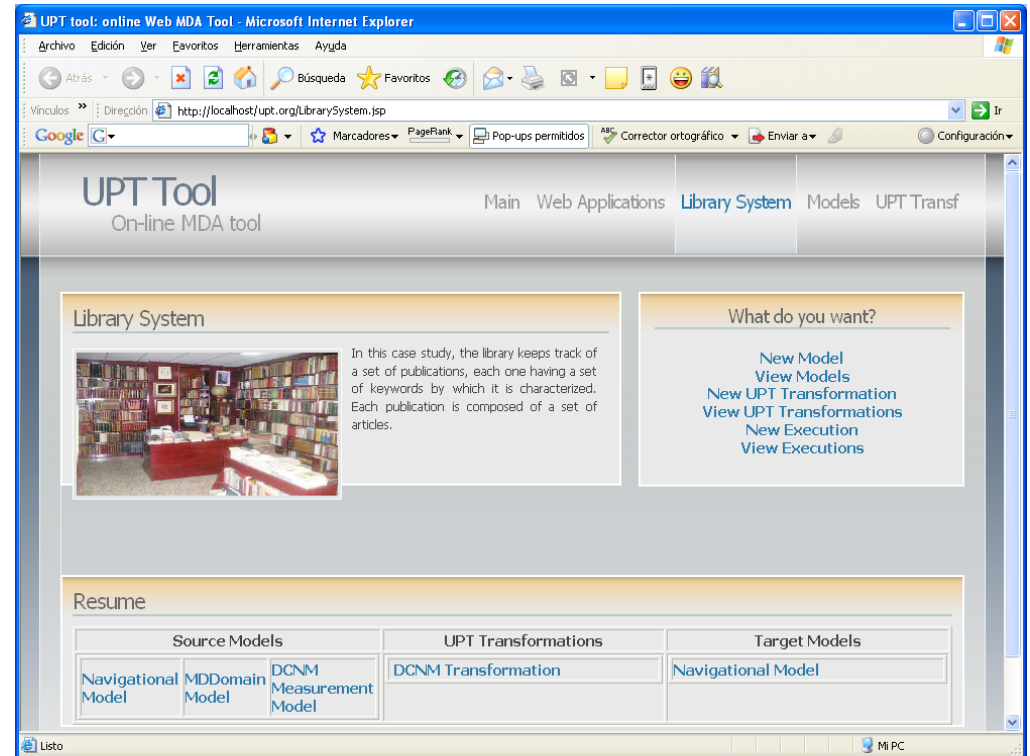 UPT tool: online Web MDA Tool - Microsoft Internet Explorer
Archivo Edición Ver Favoritos Herramientas Ayuda
Atrás Búsqueda Favoritos
Vínculos » Dirección http://localhost/upt.org/LibrarySystem.jsp Ir
Google G Marcadores PageRank Pop-ups permitidos ABC Corrector ortográfico Enviar a Configuración
UPT Tool
On-line MDA tool
Main Web Applications Library System Models UPT Transf
Library System
In this case study, the library keeps track of
a set of publications, each one having a set
of keywords by which it is characterized.
Each publication is composed of a set of
articles.
What do you want?
New Model
View Models
New UPT Transformation
View UPT Transformations
New Execution
View Executions
Resume
Source Models UPT Transformations Target Models
Navigational
Model
MDDomain
Model
DCNM
Measurement
Model
DCNM Transformation
Navigational Model
Listo Mi PC